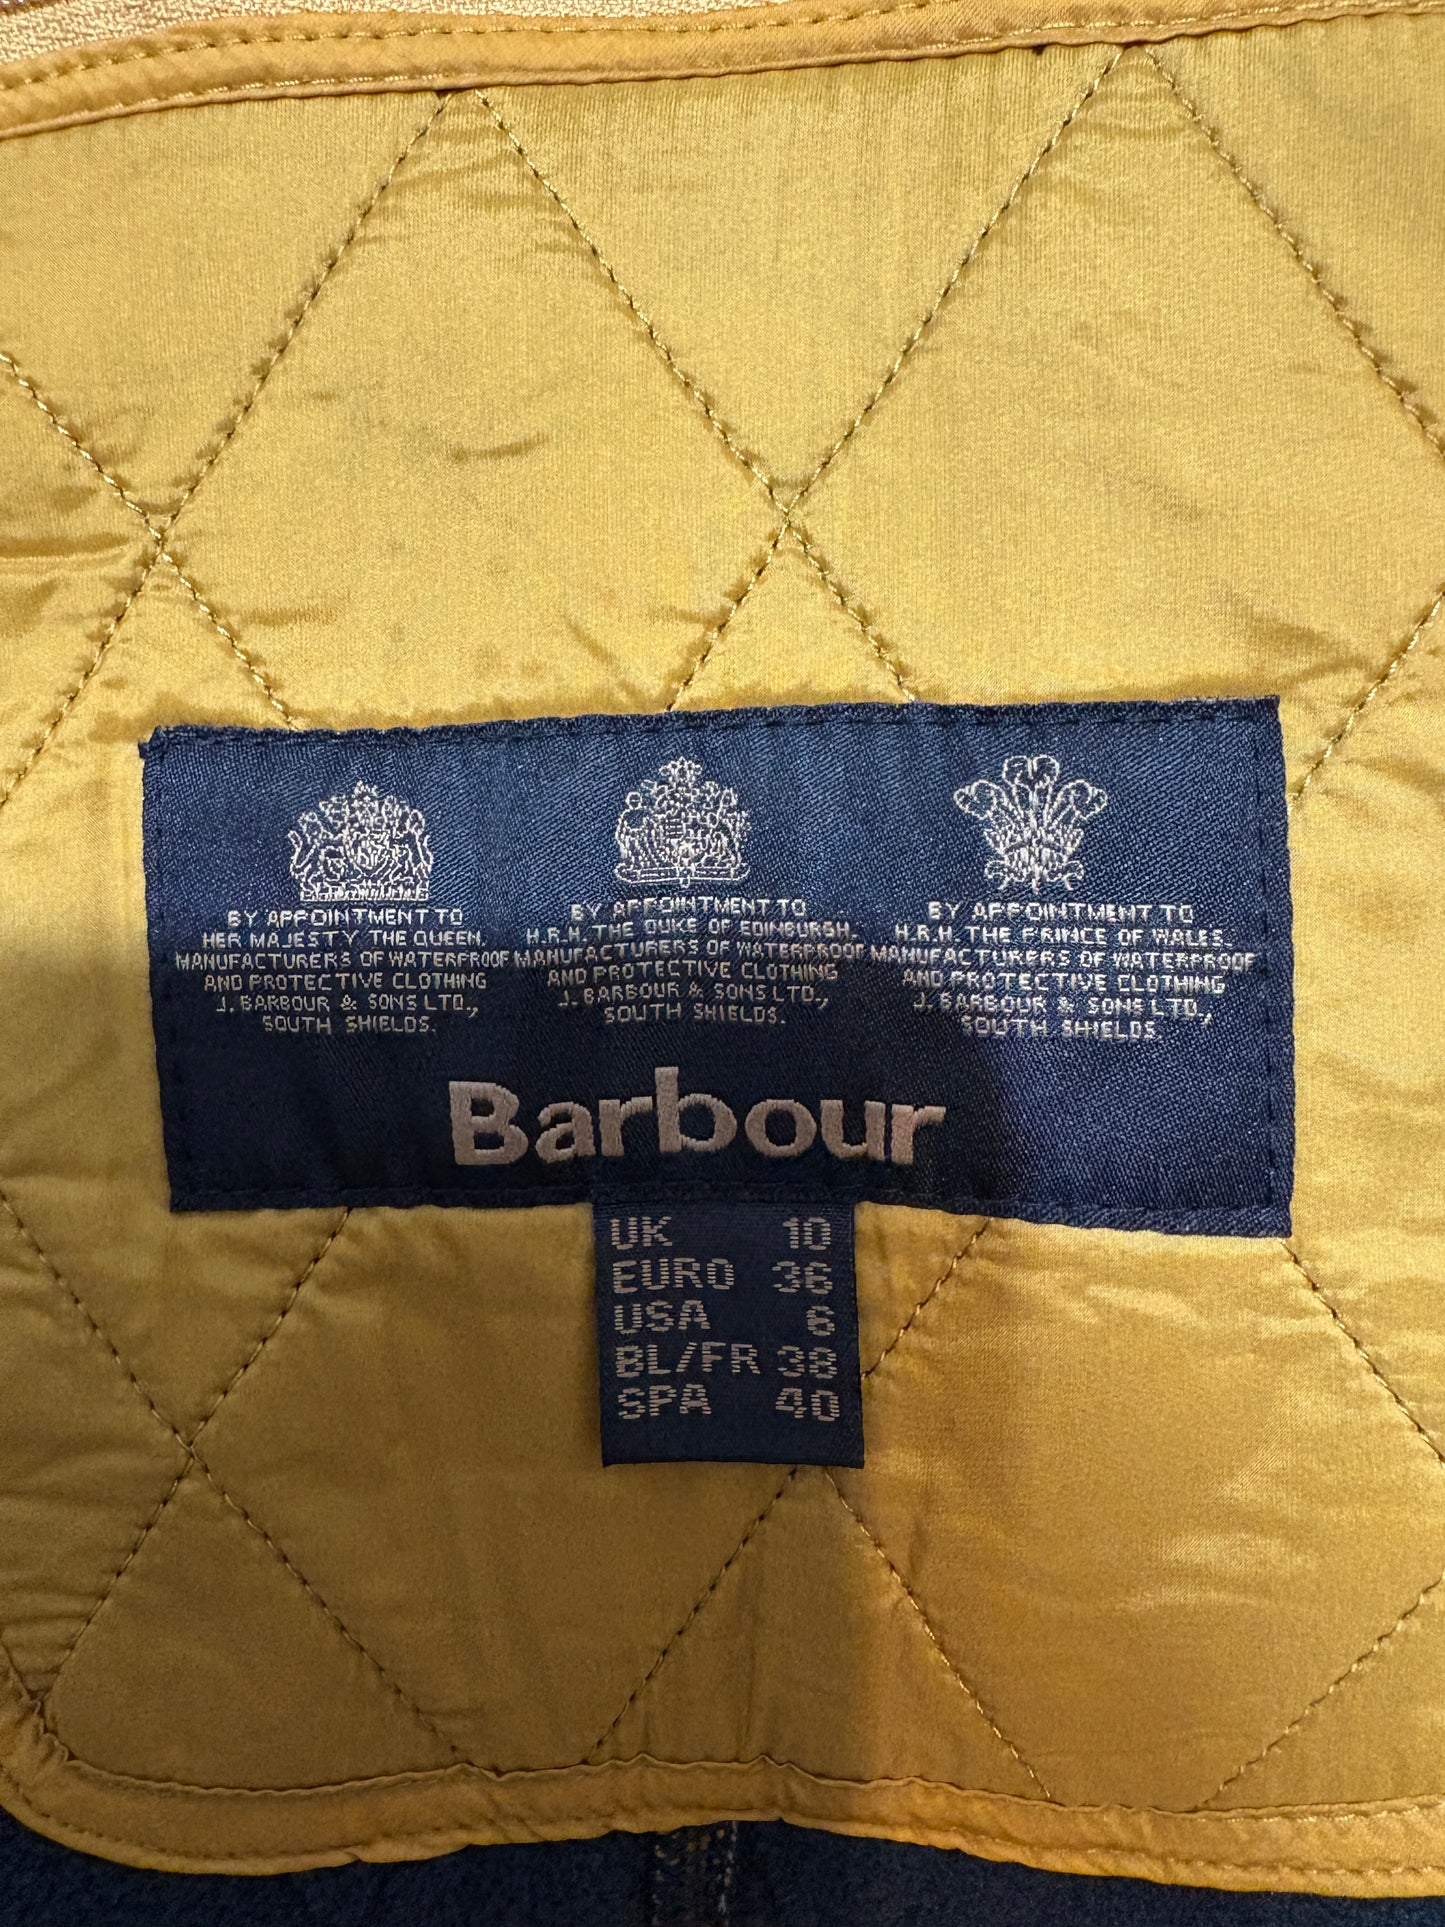 BY APPOINTMENT TO
HER MAJESTY THE QUEEN,
MANUFACTURERS OF WATERPROOF
AND PROTECTIVE CLOTHING
J. BARBOUR & SONS LTD.,
SOUTH SHIELDS.
BY APPOINTMENT TO
H.R.H. THE DUKE OF EDINBURGH.
MANUFACTURERS OF WATERPROOF
AND PROTECTIVE CLOTHING
J. BARBOUR & SONS LTD.,
SOUTH SHIELDS.
BY APPOINTMENT TO
H.R.H. THE PRINCE OF WALES.
MANUFACTURERS OF WATERPROOF
AND PROTECTIVE CLOTHING
J. BARBOUR & SONS LTD.,
SOUTH SHIELDS.
Barbour
UK 10
EURO 36
USA 6
BL/FR 38
SPA 40